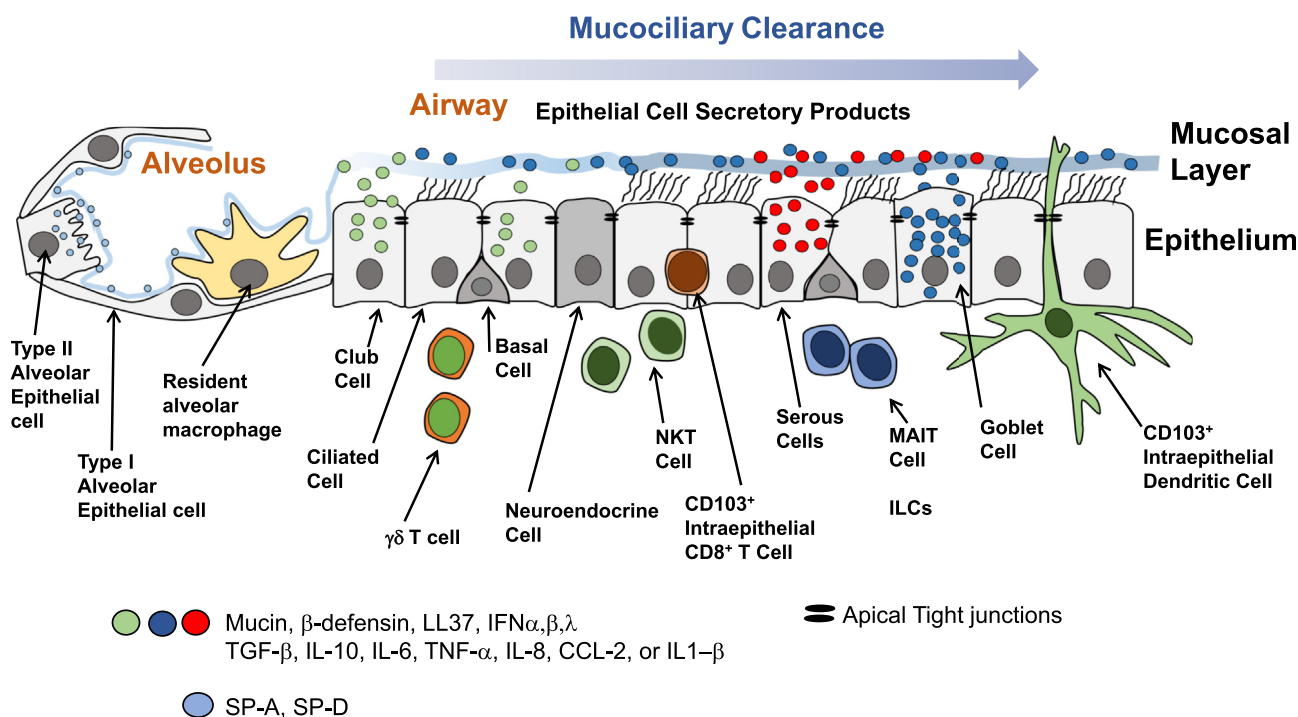 Mucociliary Clearance
Airway
Epithelial Cell Secretory Products
Mucosal
Layer
Alveolus
Epithelium
Type II
Alveolar
Epithelial
cell
Type I
Alveolar
Epithelial cell
Resident
alveolar
macrophage
Club
Cell
Ciliated
Cell
γδ T cell
Basal
Cell
Neuroendocrine
Cell
NKT
Cell
CD103⁺
Intraepithelial
CD8⁺ T Cell
Serous
Cells
MAIT
Cell
ILCs
Goblet
Cell
CD103⁺
Intraepithelial
Dendritic Cell
Mucin, β-defensin, LL37, IFNα,β,λ
TGF-β, IL-10, IL-6, TNF-α, IL-8, CCL-2, or IL1–β
Apical Tight junctions
SP-A, SP-D